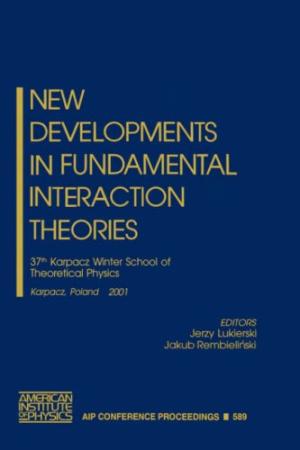 NEW
DEVELOPMENTS
IN FUNDAMENTAL
INTERACTION
THEORIES
37th Karpacz Winter School of
Theoretical Physics
Karpacz, Poland 2001
EDITORS
Jerzy Lukierski
Jakub Rembieliński
AMERICAN
INSTITUTE
OF PHYSICS
AIP CONFERENCE PROCEEDINGS ■ 589